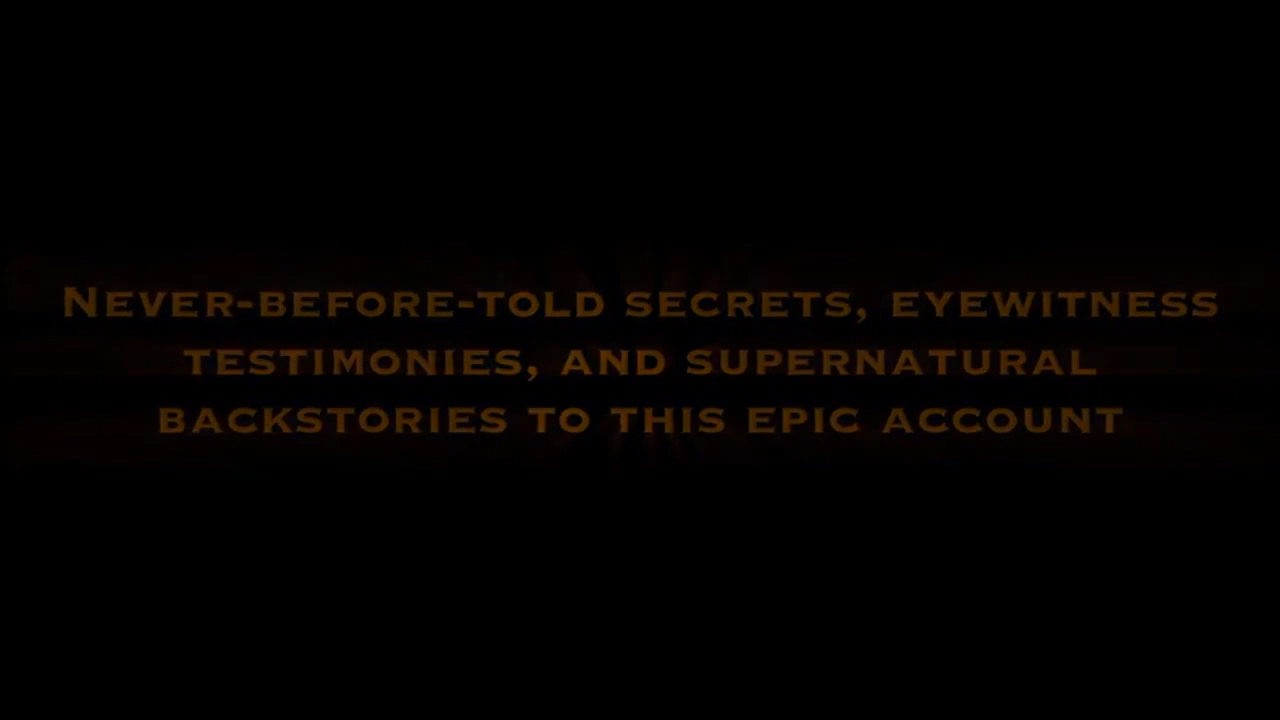 Never-before-told secrets, eyewitness
testimonies, and supernatural
backstories to this epic account